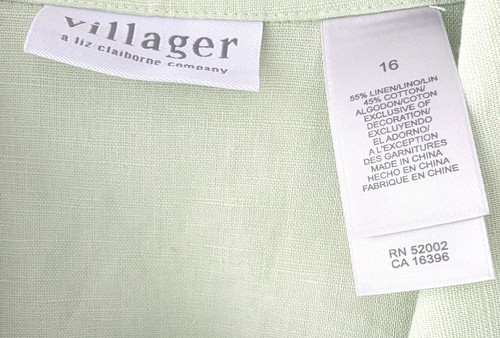 villager
a liz claiborne company
16
55% LINEN/LINO/LIN
45% COTTON/
ALGODON/COTON
EXCLUSIVE OF
DECORATION/
EXCLUYENDO
EL ADORNO/
A L'EXCEPTION
DES GARNITURES
MADE IN CHINA
HECHO EN CHINA
FABRIQUE EN CHINE
RN 52002
CA 16396